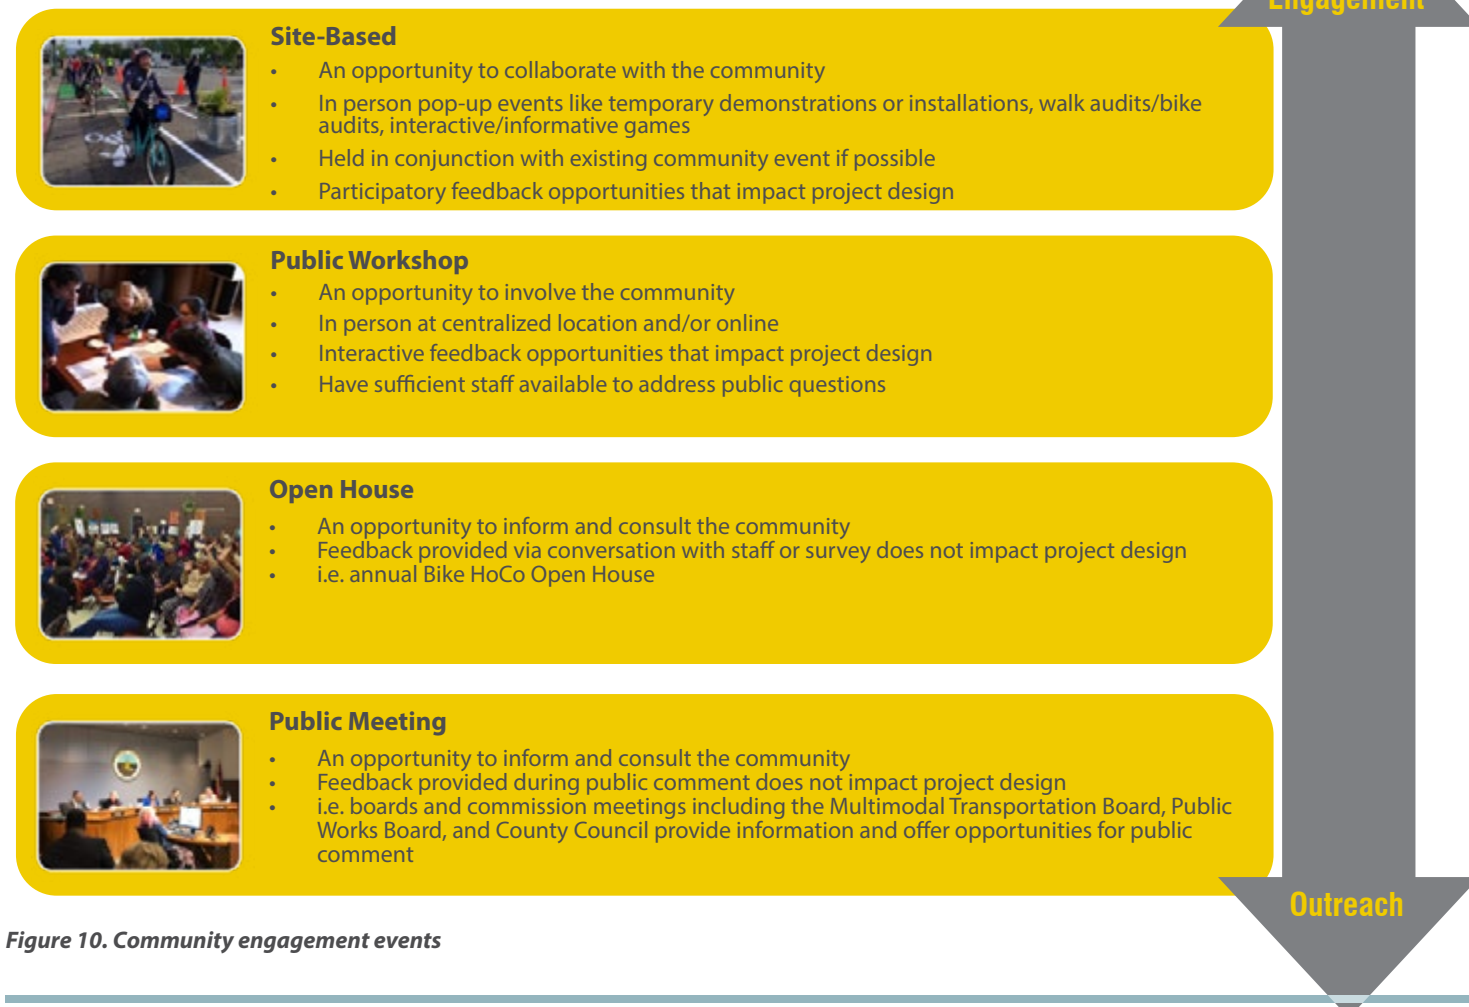 Engagement
Site-Based
• An opportunity to collaborate with the community
• In person pop-up events like temporary demonstrations or installations, walk audits/bike
audits, interactive/informative games
• Held in conjunction with existing community event if possible
• Participatory feedback opportunities that impact project design
Public Workshop
• An opportunity to involve the community
• In person at centralized location and/or online
• Interactive feedback opportunities that impact project design
• Have sufficient staff available to address public questions
Open House
• An opportunity to inform and consult the community
• Feedback provided via conversation with staff or survey does not impact project design
• i.e. annual Bike HoCo Open House
Public Meeting
• An opportunity to inform and consult the community
• Feedback provided during public comment does not impact project design
• i.e. boards and commission meetings including the Multimodal Transportation Board, Public
Works Board, and County Council provide information and offer opportunities for public
comment
Outreach
Figure 10. Community engagement events